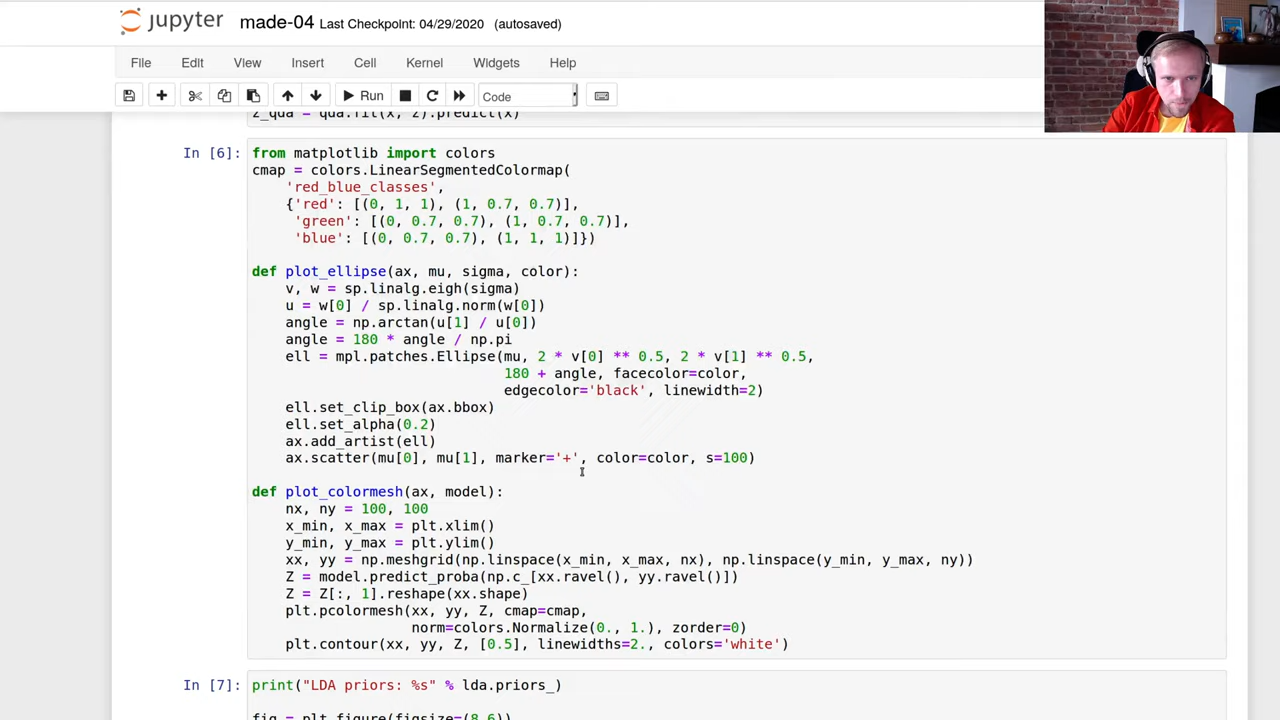 jupyter made-04 Last Checkpoint: 04/29/2020 (autosaved)
File Edit View Insert Cell Kernel Widgets Help
Run Code
z_qda = qda.fit(x, z).predict(x)
In [6]: from matplotlib import colors
cmap = colors.LinearSegmentedColormap(
    'red_blue_classes',
    {'red': [(0, 1, 1), (1, 0.7, 0.7)],
     'green': [(0, 0.7, 0.7), (1, 0.7, 0.7)],
     'blue': [(0, 0.7, 0.7), (1, 1, 1)]})
def plot_ellipse(ax, mu, sigma, color):
    v, w = sp.linalg.eigh(sigma)
    u = w[0] / sp.linalg.norm(w[0])
    angle = np.arctan(u[1] / u[0])
    angle = 180 * angle / np.pi
    ell = mpl.patches.Ellipse(mu, 2 * v[0] ** 0.5, 2 * v[1] ** 0.5,
                              180 + angle, facecolor=color,
                              edgecolor='black', linewidth=2)
    ell.set_clip_box(ax.bbox)
    ell.set_alpha(0.2)
    ax.add_artist(ell)
    ax.scatter(mu[0], mu[1], marker='+', color=color, s=100)
def plot_colormesh(ax, model):
    nx, ny = 100, 100
    x_min, x_max = plt.xlim()
    y_min, y_max = plt.ylim()
    xx, yy = np.meshgrid(np.linspace(x_min, x_max, nx), np.linspace(y_min, y_max, ny))
    Z = model.predict_proba(np.c_[xx.ravel(), yy.ravel()])
    Z = Z[:, 1].reshape(xx.shape)
    plt.pcolormesh(xx, yy, Z, cmap=cmap,
                   norm=colors.Normalize(0., 1.), zorder=0)
    plt.contour(xx, yy, Z, [0.5], linewidths=2., colors='white')
In [7]: print("LDA priors: %s" % lda.priors_)
fig = plt.figure(figsize=(8,6))